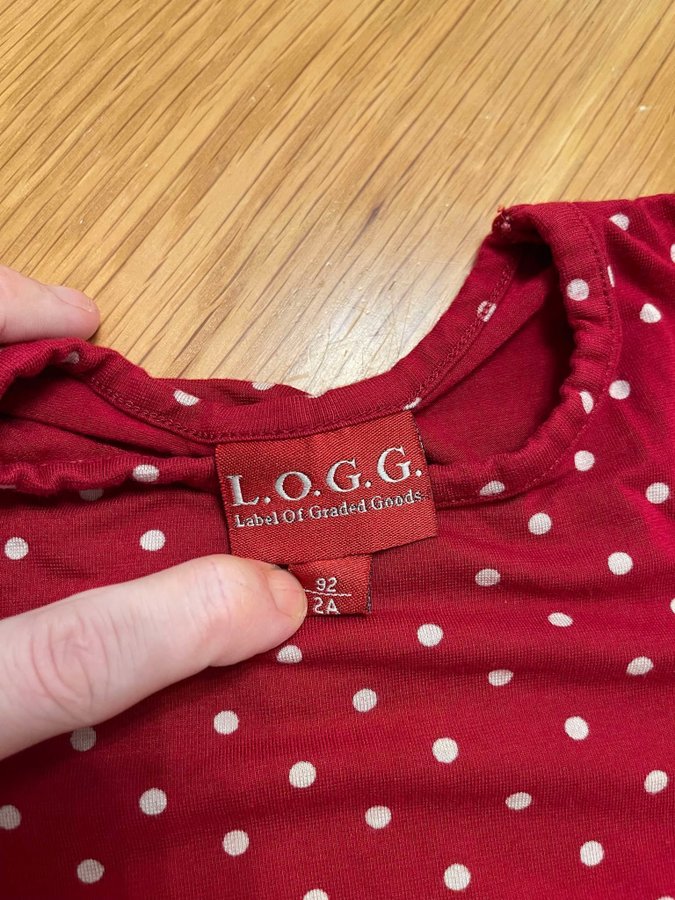 L.O.G.G.
Label Of Graded Goods
92
2A